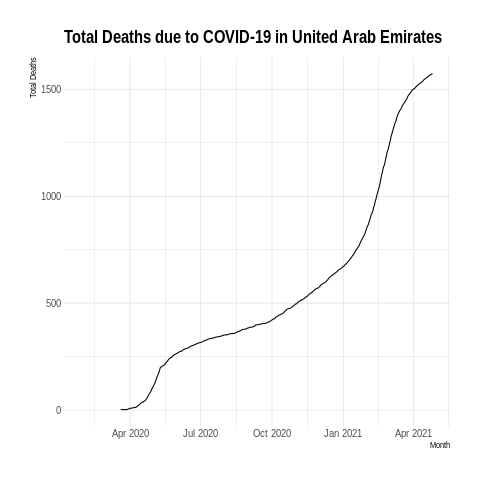 Total Deaths due to COVID-19 in United Arab Emirates
Total Deaths
1500
1000
500
0
Apr 2020 Jul 2020 Oct 2020 Jan 2021 Apr 2021
Month